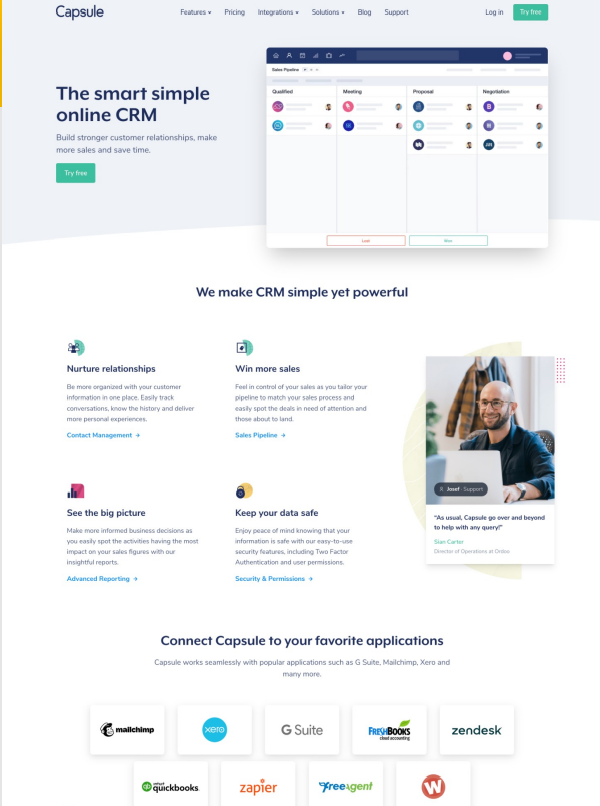 Capsule
Features
Pricing
Integrations
Solutions
Blog
Support
Log in
Try free
The smart simple
online CRM
Build stronger customer relationships, make
more sales and save time.
Try free
Sales Pipeline
Qualified
Meeting
Proposal
Negotiation
Lost
Won
We make CRM simple yet powerful
Nurture relationships
Be more organized with your customer
information in one place. Easily track
conversations, know the history and deliver
more personal experiences.
Contact Management →
Win more sales
Feel in control of your sales as you tailor your
pipeline to match your sales process and
easily spot the deals in need of attention and
those about to land.
Sales Pipeline →
See the big picture
Make more informed business decisions as
you easily spot the activities having the most
impact on your sales figures with our
insightful reports.
Advanced Reporting →
Keep your data safe
Enjoy peace of mind knowing that your
information is safe with our easy-to-use
security features, including Two Factor
Authentication and user permissions.
Security & Permissions →
Josef | Support
“As usual, Capsule go over and beyond
to help with any query!”
Sian Carter
Director of Operations at Ordoo
Connect Capsule to your favorite applications
Capsule works seamlessly with popular applications such as G Suite, Mailchimp, Xero and
many more.
mailchimp
xero
G Suite
FRESHBOOKS
cloud accounting
zendesk
quickbooks.
zapier
freeagent
W